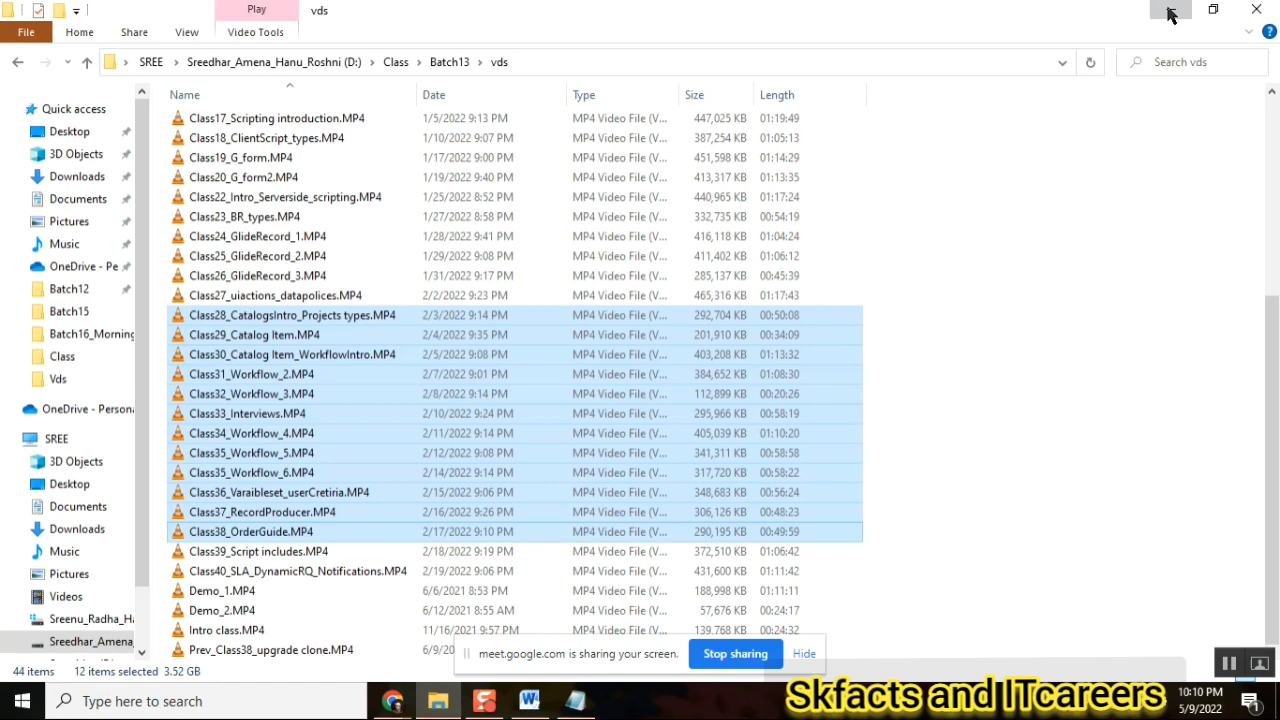 Play
vds
File
Home
Share
View
Video Tools
SREE
Sreedhar_Amena_Hanu_Roshni (D:)
Class
Batch13
vds
Search vds
Name
Date
Type
Size
Length
Class17_Scripting introduction.MP4 1/5/2022 9:13 PM MP4 Video File (V... 447,025 KB 01:19:49
Class18_ClientScript_types.MP4 1/10/2022 9:07 PM MP4 Video File (V... 387,254 KB 01:05:13
Class19_G_form.MP4 1/17/2022 9:00 PM MP4 Video File (V... 451,598 KB 01:14:29
Class20_G_form2.MP4 1/19/2022 9:40 PM MP4 Video File (V... 413,317 KB 01:13:35
Class22_Intro_Serverside_scripting.MP4 1/25/2022 8:52 PM MP4 Video File (V... 440,965 KB 01:17:24
Class23_BR_types.MP4 1/27/2022 8:58 PM MP4 Video File (V... 332,735 KB 00:54:19
Class24_GlideRecord_1.MP4 1/28/2022 9:41 PM MP4 Video File (V... 416,118 KB 01:04:24
Class25_GlideRecord_2.MP4 1/29/2022 9:08 PM MP4 Video File (V... 411,402 KB 01:06:12
Class26_GlideRecord_3.MP4 1/31/2022 9:17 PM MP4 Video File (V... 285,137 KB 00:45:39
Class27_uiactions_datapolices.MP4 2/2/2022 9:23 PM MP4 Video File (V... 465,316 KB 01:17:43
Class28_CatalogsIntro_Projects types.MP4 2/3/2022 9:14 PM MP4 Video File (V... 292,704 KB 00:50:08
Class29_Catalog Item.MP4 2/4/2022 9:35 PM MP4 Video File (V... 201,910 KB 00:34:09
Class30_Catalog Item_WorkflowIntro.MP4 2/5/2022 9:08 PM MP4 Video File (V... 403,208 KB 01:13:32
Class31_Workflow_2.MP4 2/7/2022 9:01 PM MP4 Video File (V... 384,652 KB 01:08:30
Class32_Workflow_3.MP4 2/8/2022 9:14 PM MP4 Video File (V... 112,899 KB 00:20:26
Class33_Interviews.MP4 2/10/2022 9:24 PM MP4 Video File (V... 295,966 KB 00:58:19
Class34_Workflow_4.MP4 2/11/2022 9:14 PM MP4 Video File (V... 405,039 KB 01:10:20
Class35_Workflow_5.MP4 2/12/2022 9:08 PM MP4 Video File (V... 341,311 KB 00:58:58
Class35_Workflow_6.MP4 2/14/2022 9:14 PM MP4 Video File (V... 317,720 KB 00:58:22
Class36_Varaibleset_userCretiria.MP4 2/15/2022 9:06 PM MP4 Video File (V... 348,683 KB 00:56:24
Class37_RecordProducer.MP4 2/16/2022 9:26 PM MP4 Video File (V... 306,126 KB 00:48:23
Class38_OrderGuide.MP4 2/17/2022 9:10 PM MP4 Video File (V... 290,195 KB 00:49:59
Class39_Script includes.MP4 2/18/2022 9:19 PM MP4 Video File (V... 372,510 KB 01:06:42
Class40_SLA_DynamicRQ_Notifications.MP4 2/19/2022 9:06 PM MP4 Video File (V... 431,600 KB 01:11:42
Demo_1.MP4 6/6/2021 8:53 PM MP4 Video File (V... 188,998 KB 01:11:11
Demo_2.MP4 6/12/2021 8:55 AM MP4 Video File (V... 57,676 KB 00:24:17
Intro class.MP4 11/16/2021 9:57 PM MP4 Video File (V... 139,768 KB 00:24:32
Prev_Class38_upgrade clone.MP4
Quick access
Desktop
3D Objects
Downloads
Documents
Pictures
Music
OneDrive - Pe
Batch12
Batch15
Batch16_Morning
Class
Vds
OneDrive - Persona
SREE
3D Objects
Desktop
Documents
Downloads
Music
Pictures
Videos
Sreenu_Radha_Ha
Sreedhar_Amena
meet.google.com is sharing your screen.
Stop sharing
Hide
44 items 12 items selected 3.52 GB
Skfacts and ITcareers
Type here to search
10:10 PM
5/9/2022